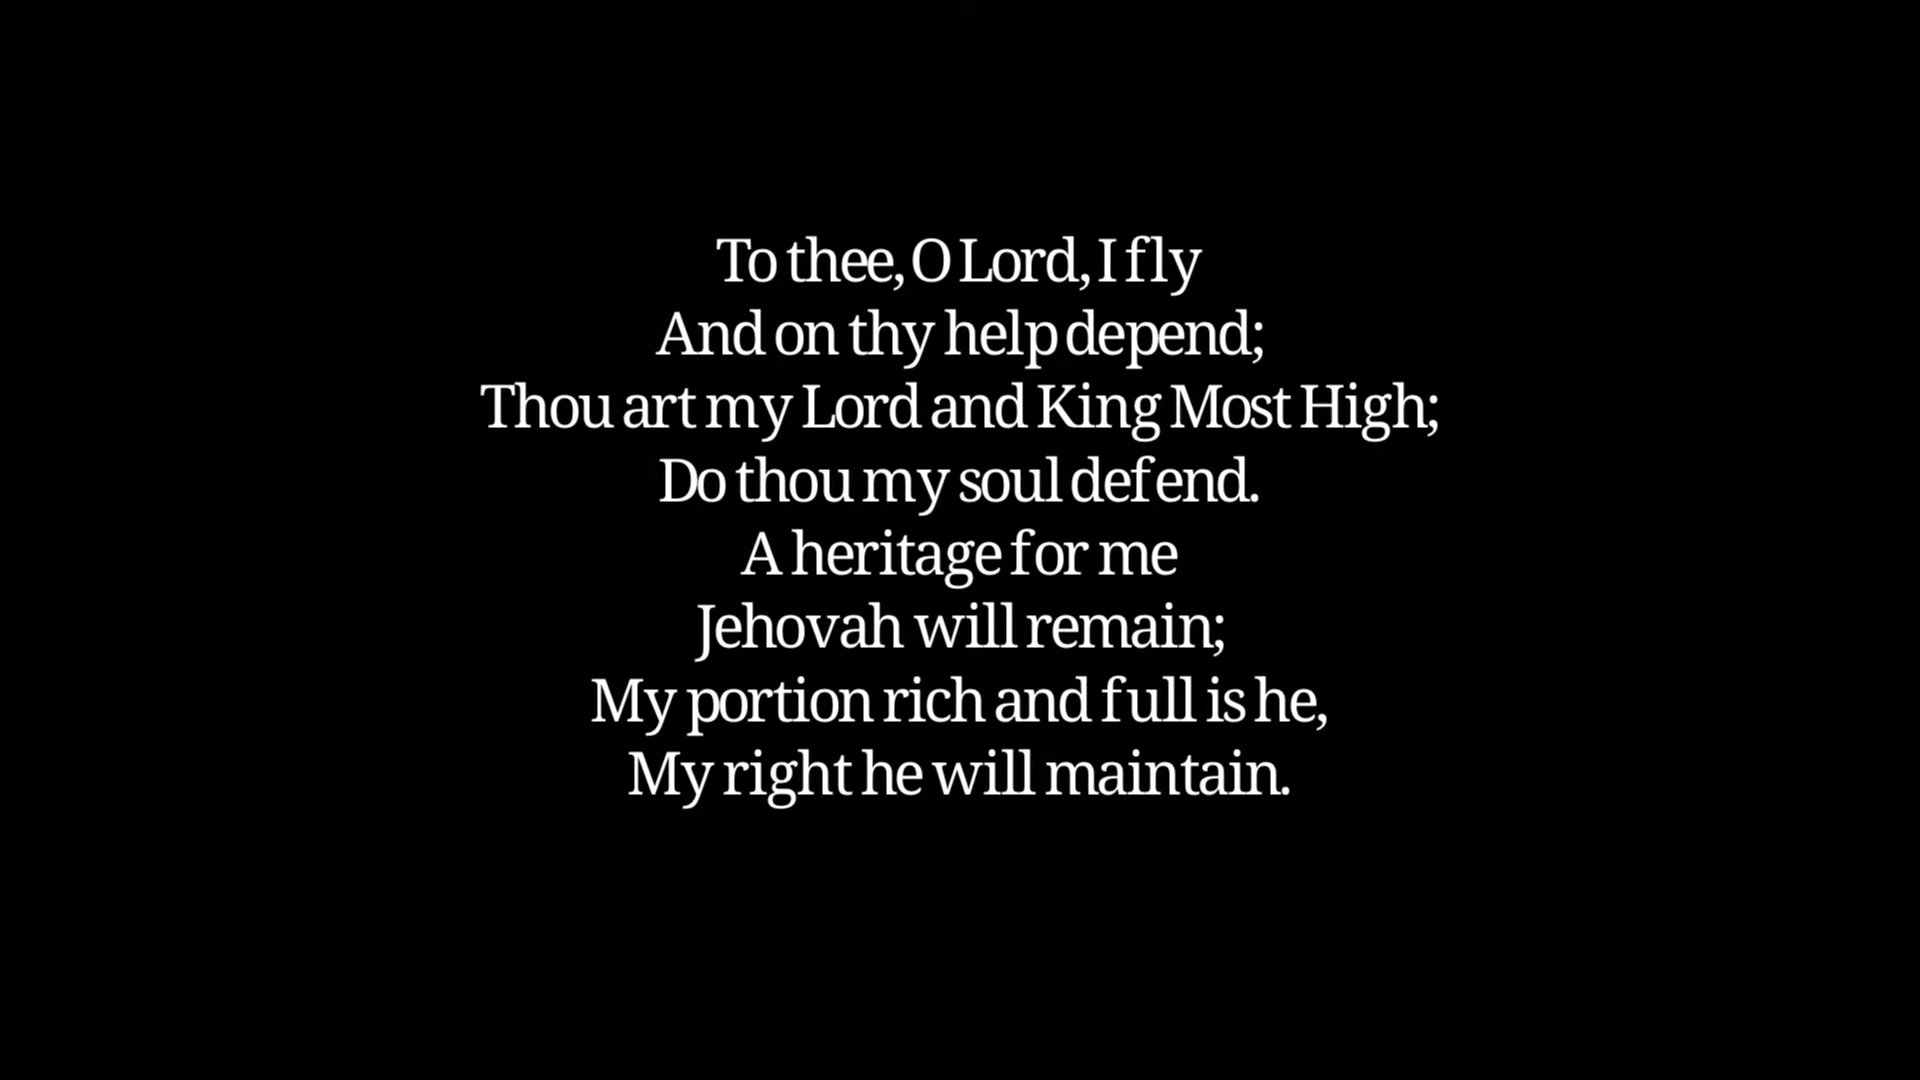 To thee, O Lord, I fly
And on thy help depend;
Thou art my Lord and King Most High;
Do thou my soul defend.
A heritage for me
Jehovah will remain;
My portion rich and full is he,
My right he will maintain.